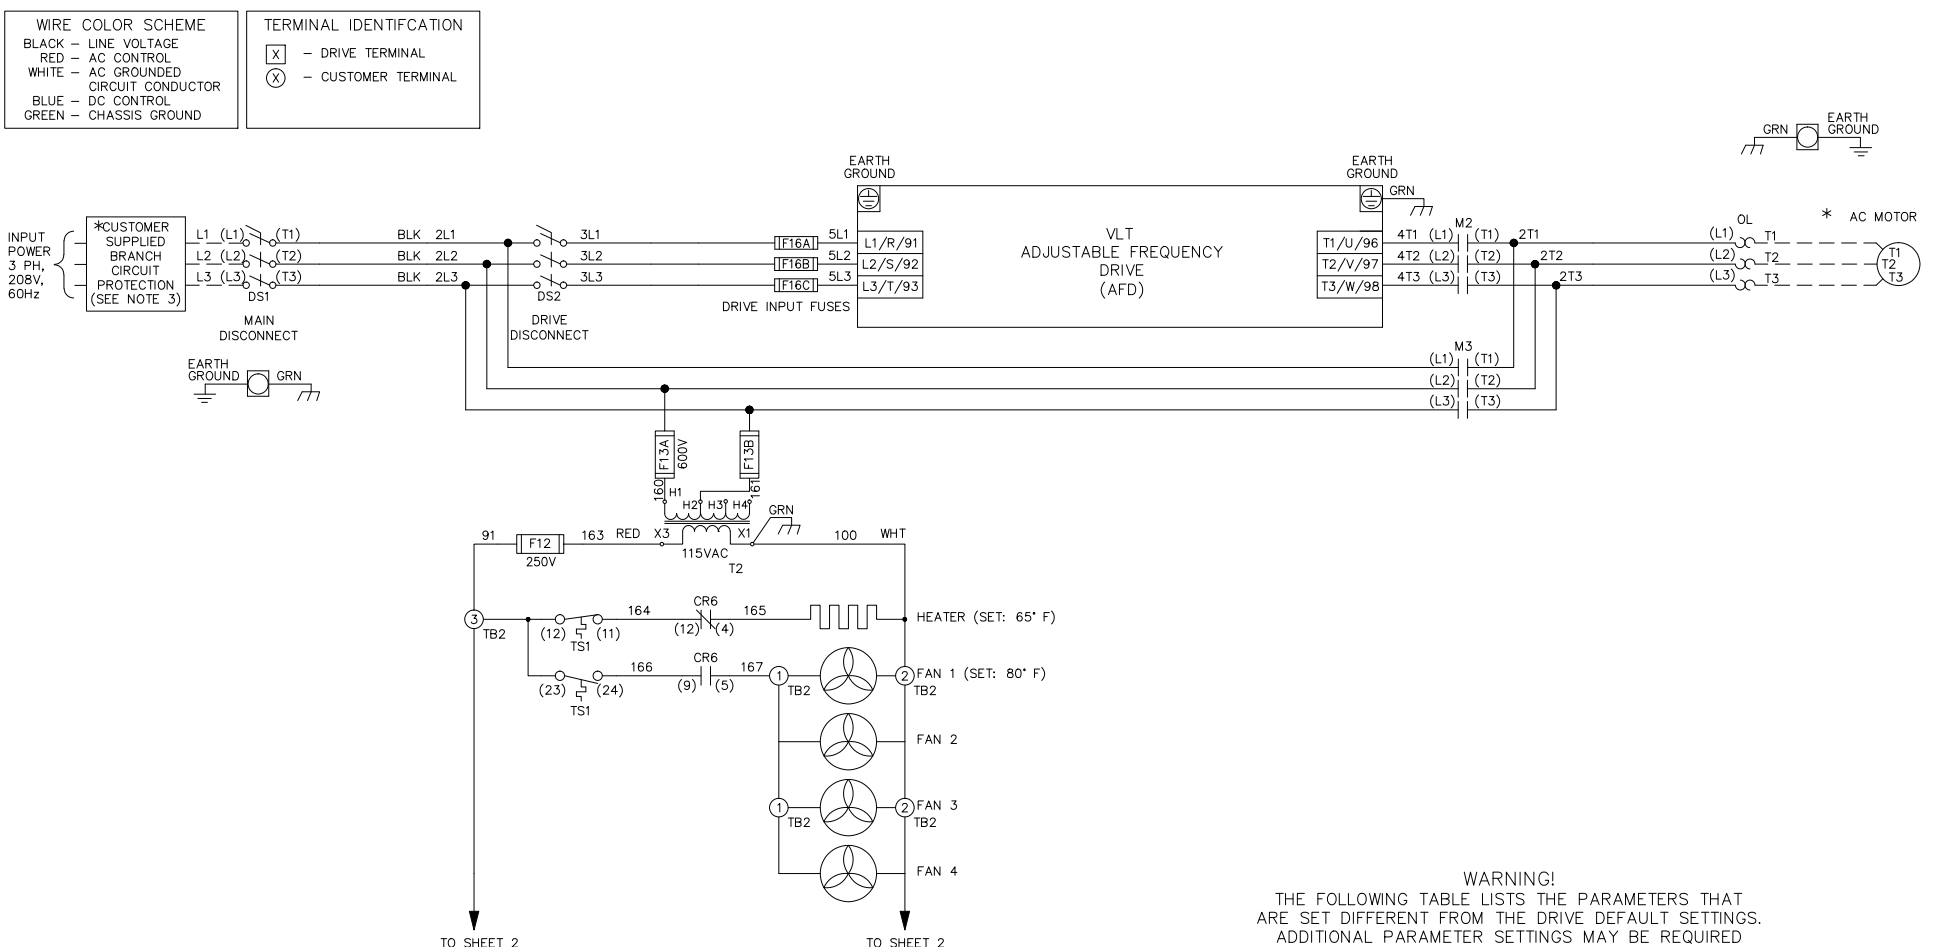 WIRE COLOR SCHEME
BLACK – LINE VOLTAGE
RED – AC CONTROL
WHITE – AC GROUNDED
CIRCUIT CONDUCTOR
BLUE – DC CONTROL
GREEN – CHASSIS GROUND
TERMINAL IDENTIFCATION
X – DRIVE TERMINAL
X – CUSTOMER TERMINAL
GRN
EARTH
GROUND
INPUT
POWER
3 PH,
208V,
60Hz
*CUSTOMER
SUPPLIED
BRANCH
CIRCUIT
PROTECTION
(SEE NOTE 3)
L1 (L1) (T1) BLK 2L1 3L1 F16A 5L1 L1/R/91
L2 (L2) (T2) BLK 2L2 3L2 F16B 5L2 L2/S/92
L3 (L3) (T3) BLK 2L3 3L3 F16C 5L3 L3/T/93
DS1
MAIN
DISCONNECT
DS2
DRIVE
DISCONNECT
DRIVE INPUT FUSES
EARTH
GROUND
VLT
ADJUSTABLE FREQUENCY
DRIVE
(AFD)
EARTH
GROUND
GRN
M2
T1/U/96 4T1 (L1) (T1) 2T1
T2/V/97 4T2 (L2) (T2) 2T2
T3/W/98 4T3 (L3) (T3) 2T3
OL
(L1) T1
(L2) T2
(L3) T3
* AC MOTOR
T1
T2
T3
M3
(L1) (T1)
(L2) (T2)
(L3) (T3)
EARTH
GROUND GRN
F13A
600V
F13B
160
H1 H2 H3 H4
161
GRN
91 F12 163 RED X3 X1 100 WHT
250V
115VAC
T2
3
TB2
(12) (11)
TS1
164
CR6
(12) (4)
165
HEATER (SET: 65° F)
(23) (24)
TS1
166
CR6
(9) (5)
167
1
TB2
2
TB2
FAN 1 (SET: 80° F)
FAN 2
1
TB2
2
TB2
FAN 3
FAN 4
TO SHEET 2
TO SHEET 2
WARNING!
THE FOLLOWING TABLE LISTS THE PARAMETERS THAT
ARE SET DIFFERENT FROM THE DRIVE DEFAULT SETTINGS.
ADDITIONAL PARAMETER SETTINGS MAY BE REQUIRED